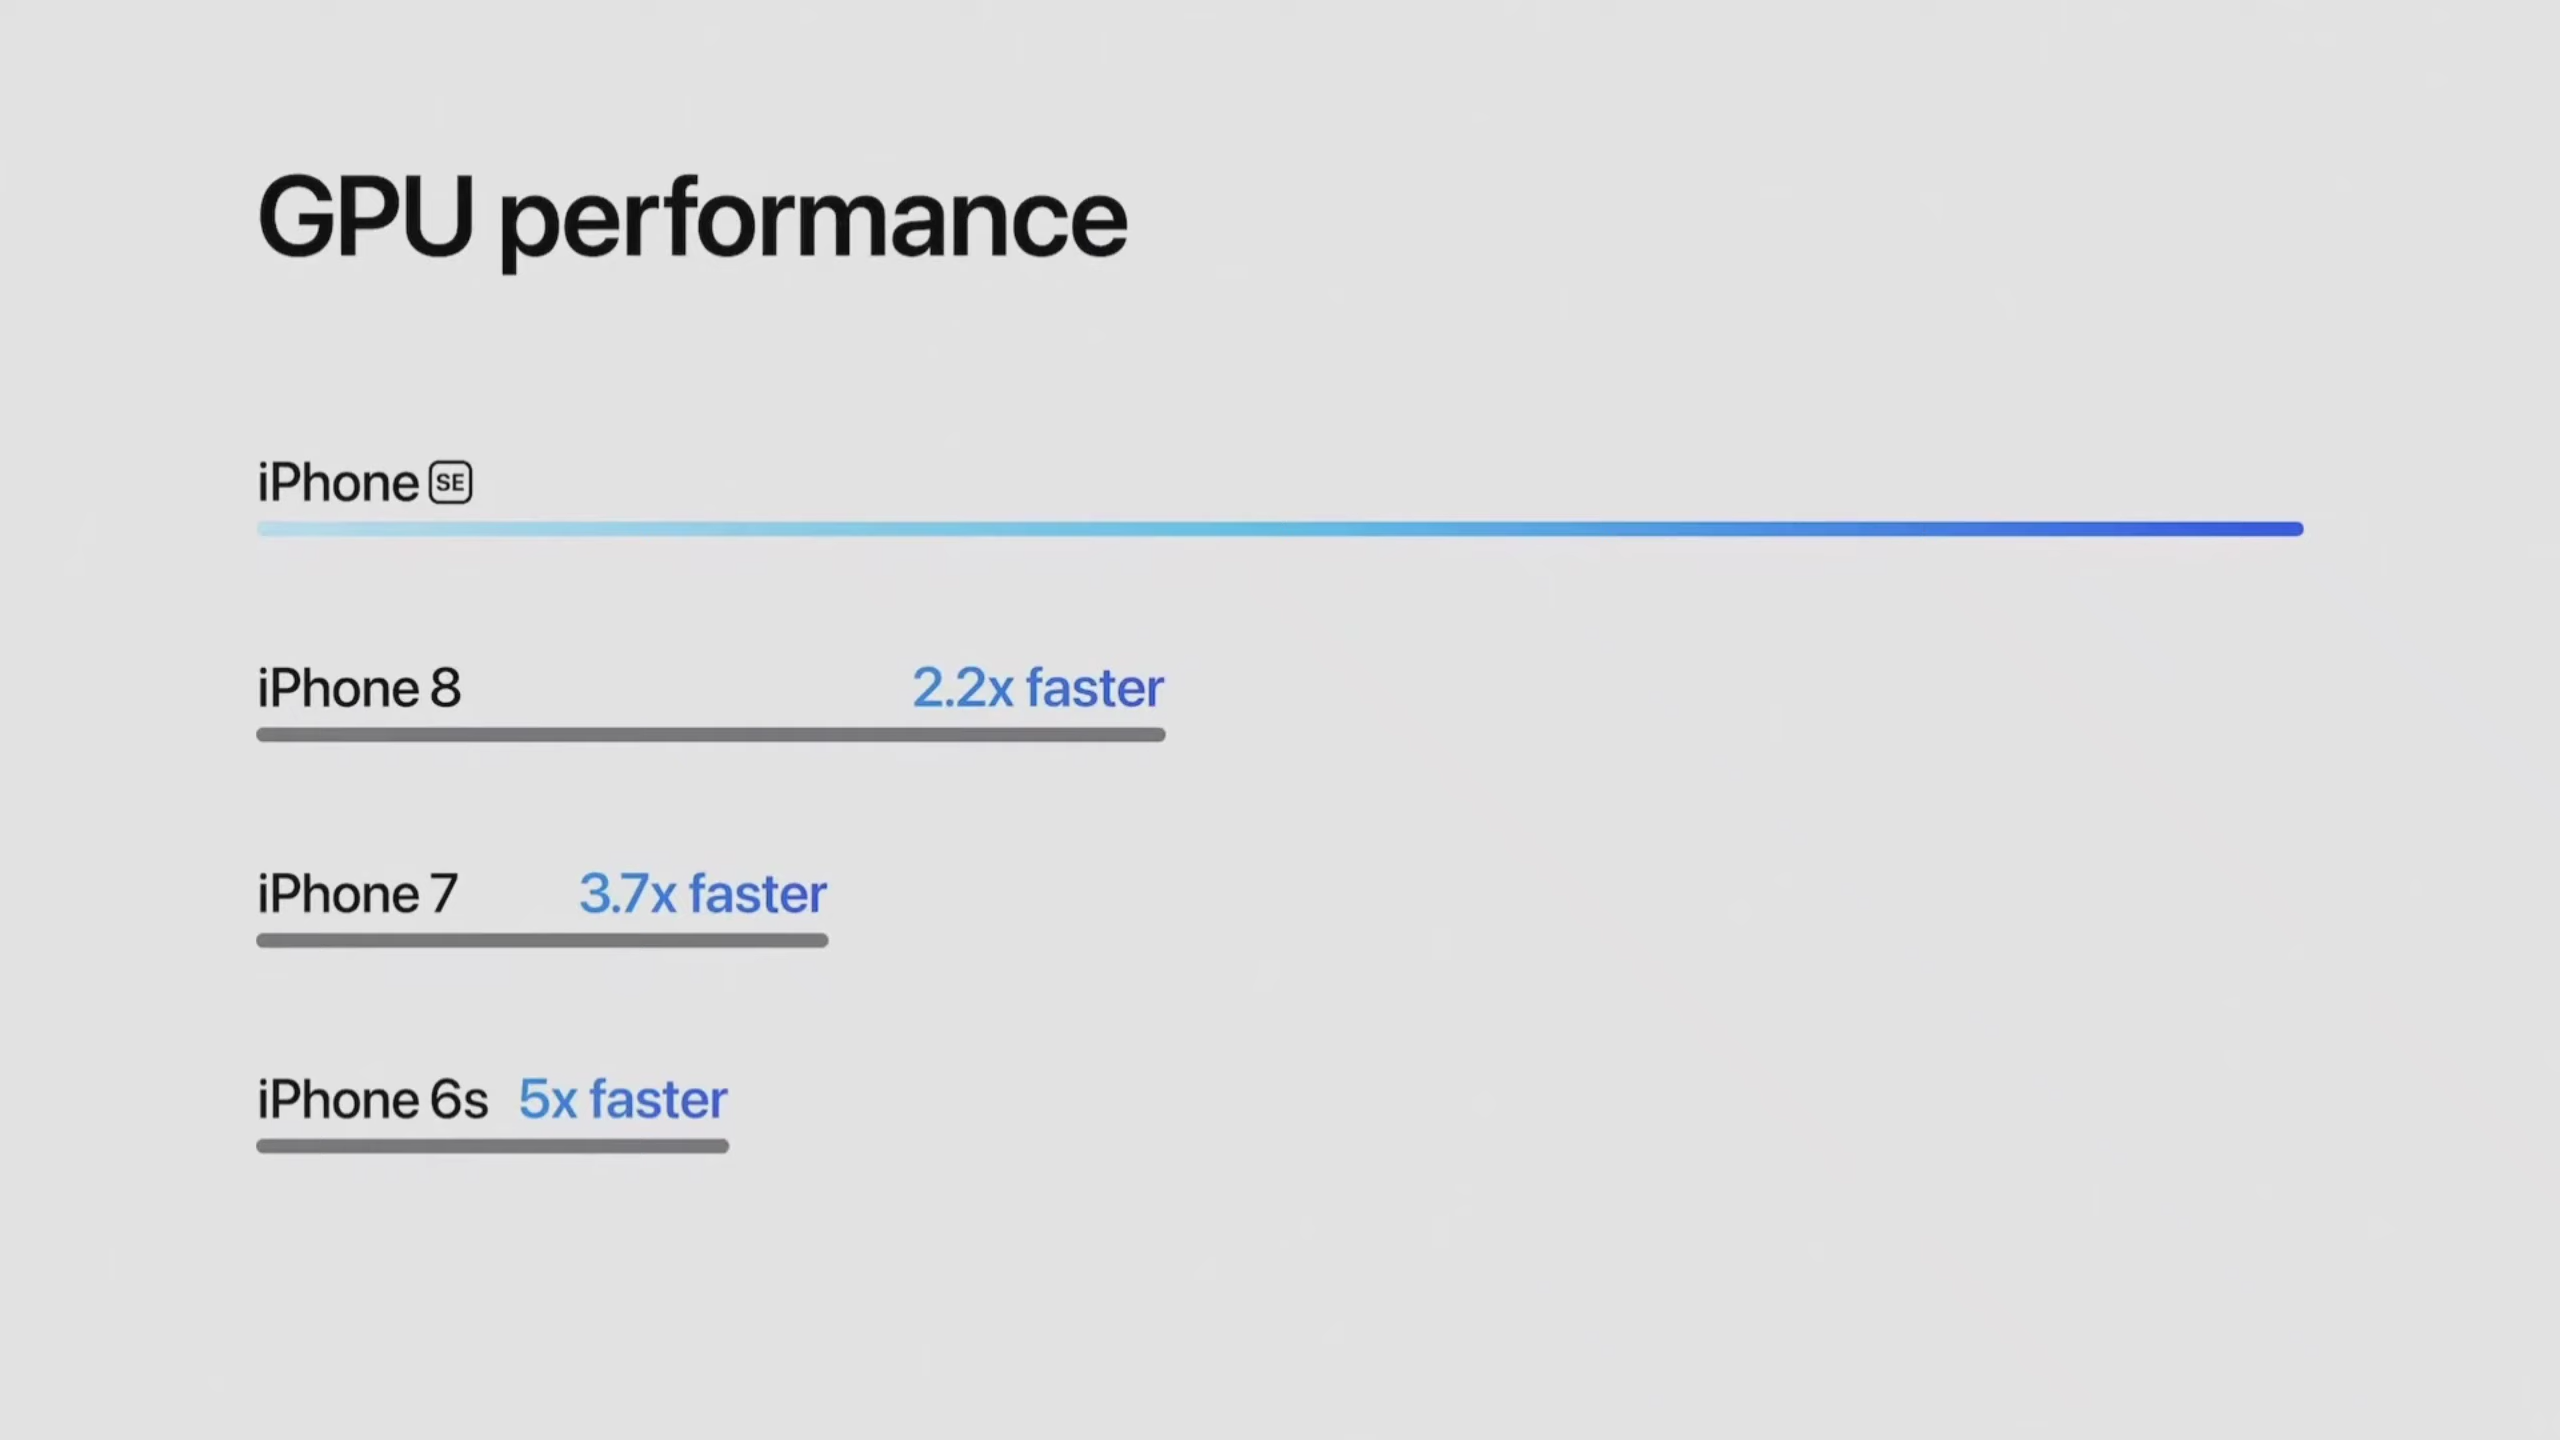 GPU performance
iPhone SE
iPhone 8 2.2x faster
iPhone 7 3.7x faster
iPhone 6s 5x faster